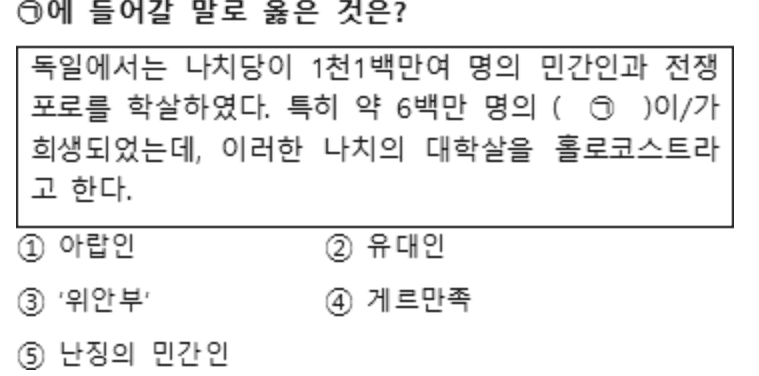 ㉠에 들어갈 말로 옳은 것은?
독일에서는 나치당이 1천1백만여 명의 민간인과 전쟁
포로를 학살하였다. 특히 약 6백만 명의 ( ㉠ )이/가
희생되었는데, 이러한 나치의 대학살을 홀로코스트라
고 한다.
① 아랍인 ② 유대인
③ '위안부' ④ 게르만족
⑤ 난징의 민간인